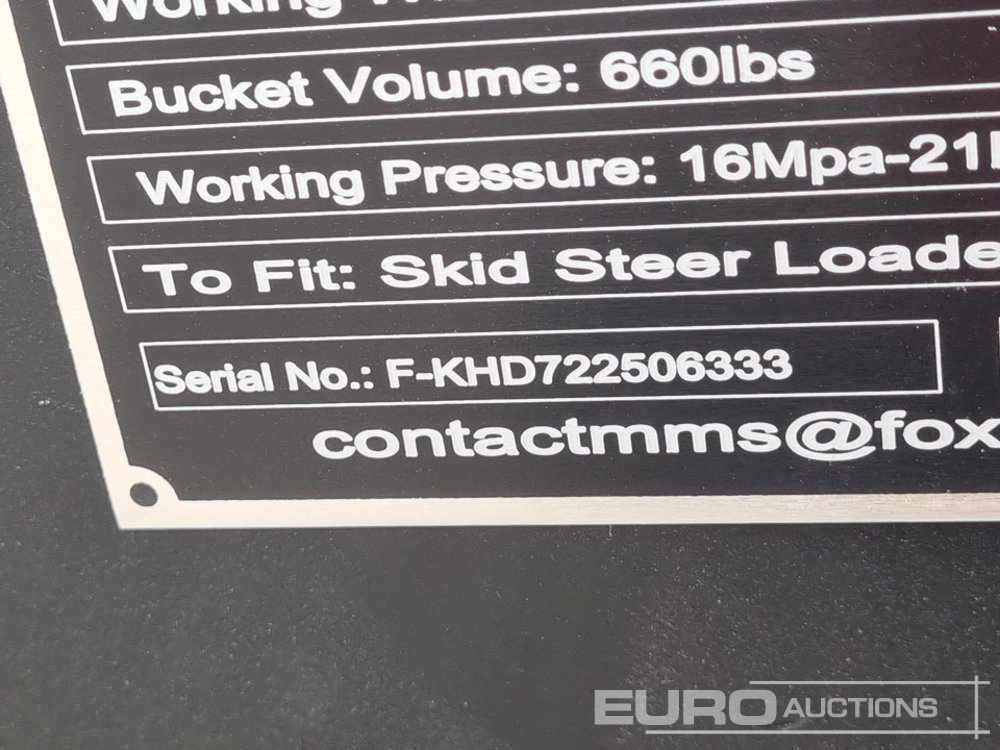 Working
Bucket Volume: 660lbs
Working Pressure: 16Mpa-21
To Fit: Skid Steer Loade
Serial No.: F-KHD722506333
contactmms@fox
EURO AUCTIONS